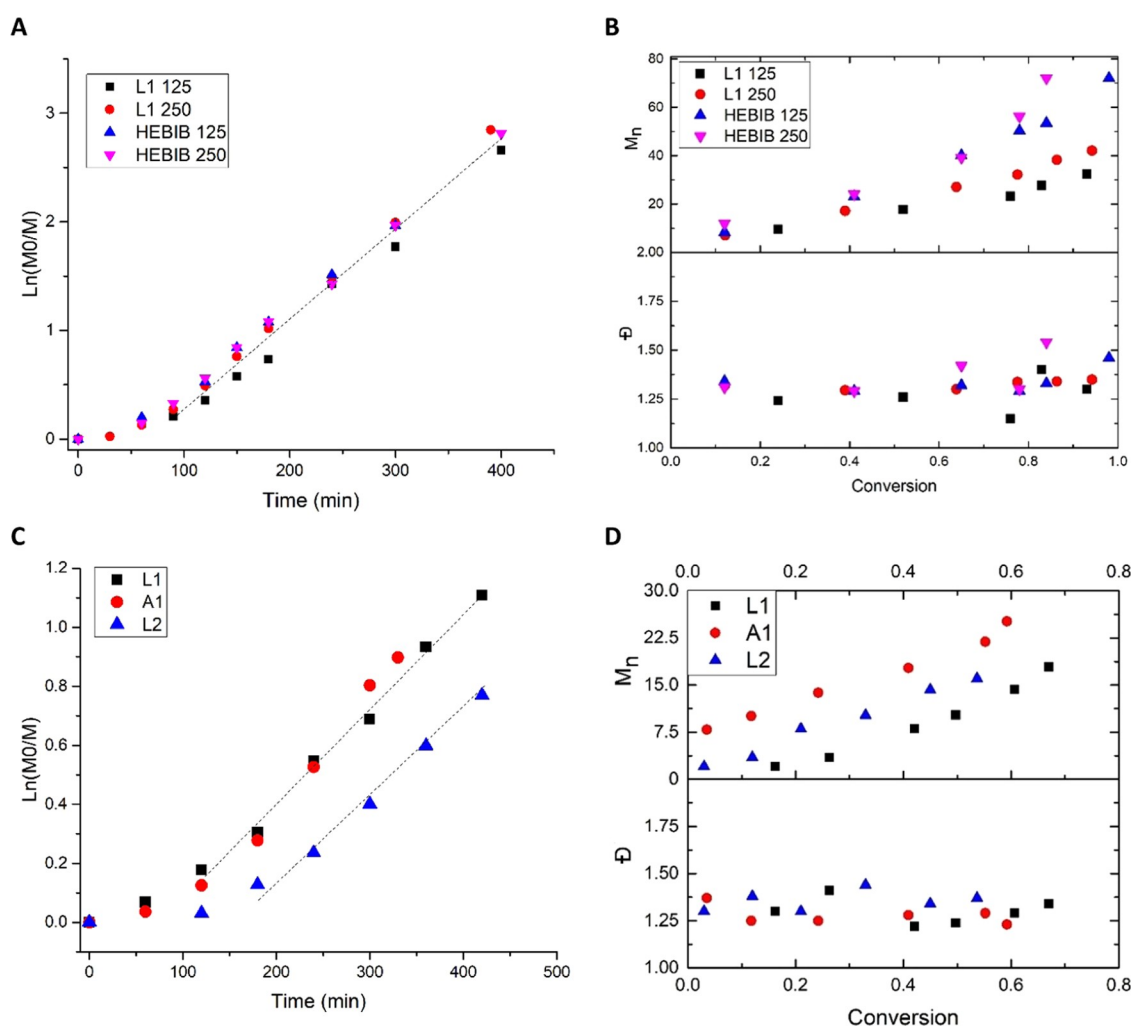 A
L1 125
L1 250
HEBIB 125
HEBIB 250
Ln(M0/M)
3
2
1
0
0 100 200 300 400
Time (min)
B
L1 125
L1 250
HEBIB 125
HEBIB 250
Mn
80
60
40
20
2.00
Đ
1.75
1.50
1.25
1.00
0.0 0.2 0.4 0.6 0.8 1.0
Conversion
C
L1
A1
L2
Ln(M0/M)
1.2
1.0
0.8
0.6
0.4
0.2
0.0
0 100 200 300 400 500
Time (min)
D
0.0 0.2 0.4 0.6 0.8
L1
A1
L2
Mn
30.0
22.5
15.0
7.5
0
Đ
1.75
1.50
1.25
1.00
0.0 0.2 0.4 0.6 0.8
Conversion